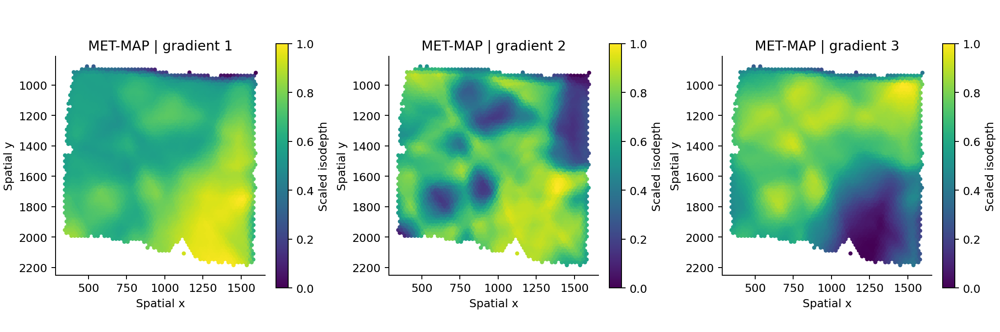 MET-MAP | gradient 1
1000
1200
1400
1600
1800
2000
2200
Spatial y
500 750 1000 1250 1500
Spatial x
1.0
0.8
0.6
0.4
0.2
0.0
Scaled isodepth
MET-MAP | gradient 2
1000
1200
1400
1600
1800
2000
2200
Spatial y
500 750 1000 1250 1500
Spatial x
1.0
0.8
0.6
0.4
0.2
0.0
Scaled isodepth
MET-MAP | gradient 3
1000
1200
1400
1600
1800
2000
2200
Spatial y
500 750 1000 1250 1500
Spatial x
1.0
0.8
0.6
0.4
0.2
0.0
Scaled isodepth